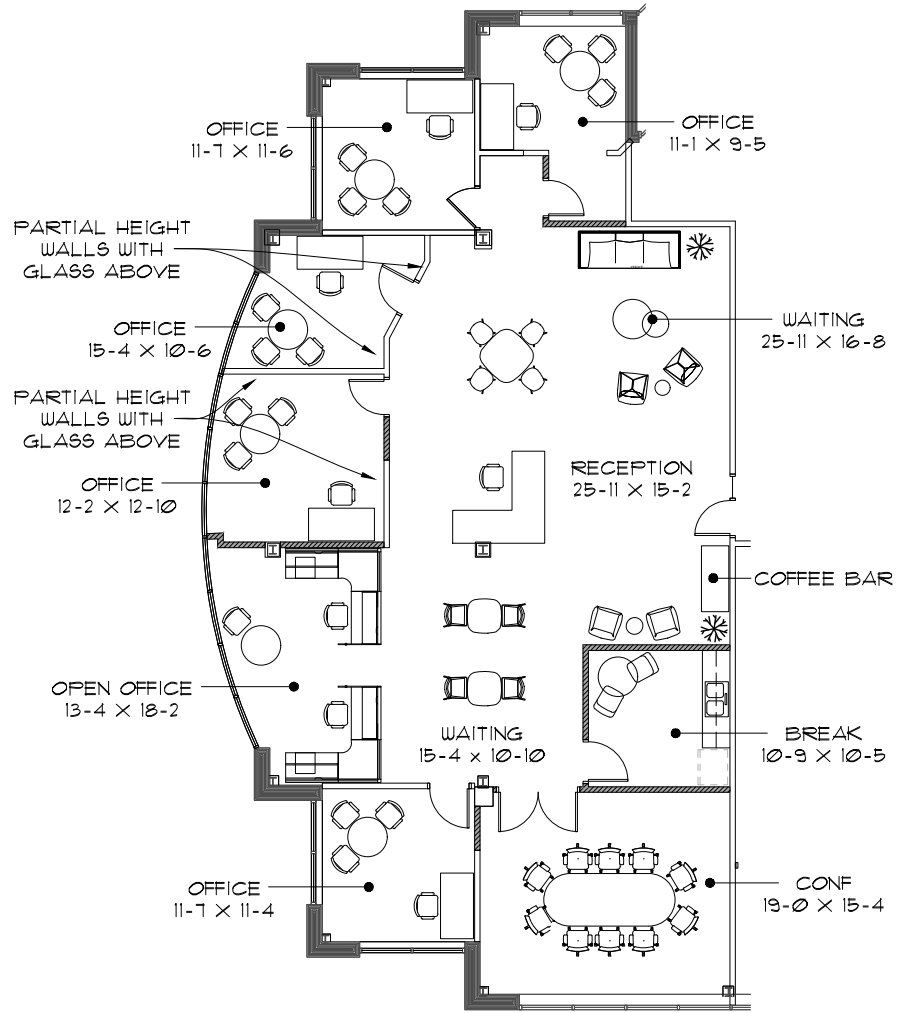 OFFICE
11-7 X 11-6
OFFICE
11-1 X 9-5
PARTIAL HEIGHT
WALLS WITH
GLASS ABOVE
OFFICE
15-4 X 10-6
WAITING
25-11 X 16-8
PARTIAL HEIGHT
WALLS WITH
GLASS ABOVE
OFFICE
12-2 X 12-10
RECEPTION
25-11 X 15-2
COFFEE BAR
OPEN OFFICE
13-4 X 18-2
WAITING
15-4 x 10-10
BREAK
10-9 X 10-5
OFFICE
11-7 X 11-4
CONF
19-0 X 15-4